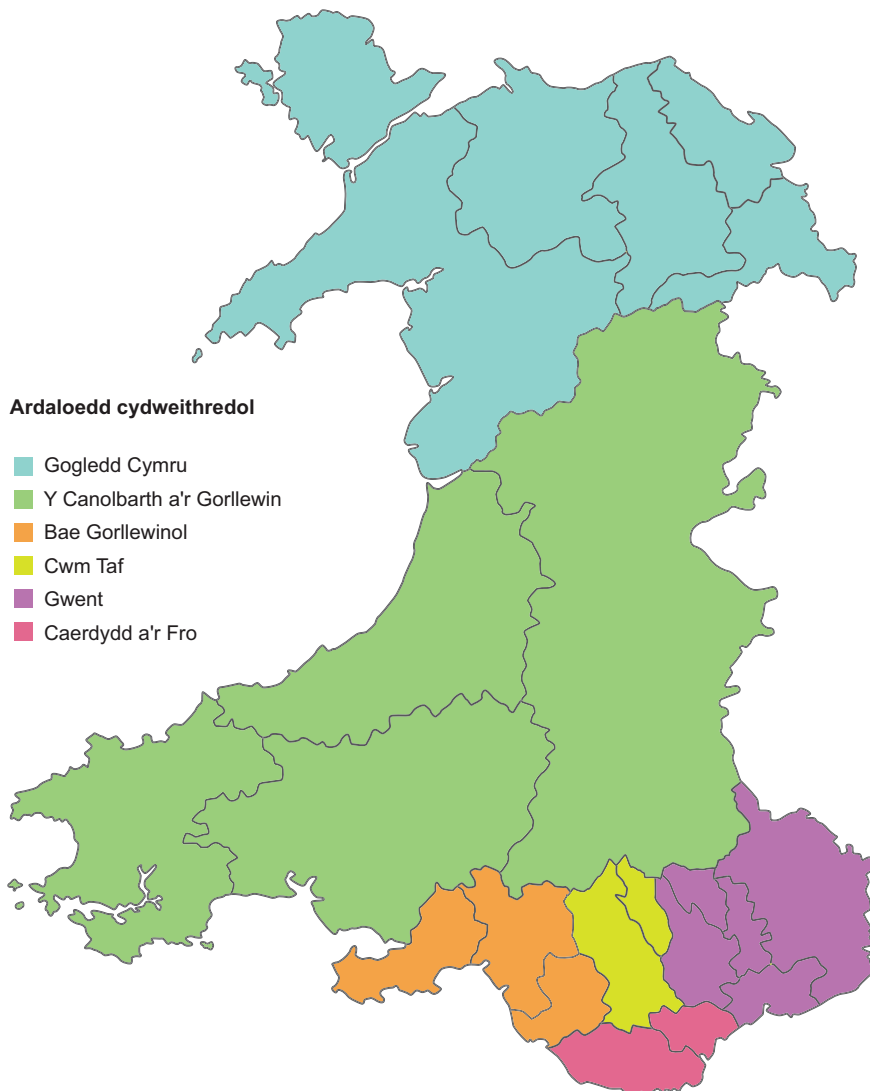 Ardaloedd cydweithredol
Gogledd Cymru
Y Canolbarth a'r Gorllewin
Bae Gorllewinol
Cwm Taf
Gwent
Caerdydd a'r Fro